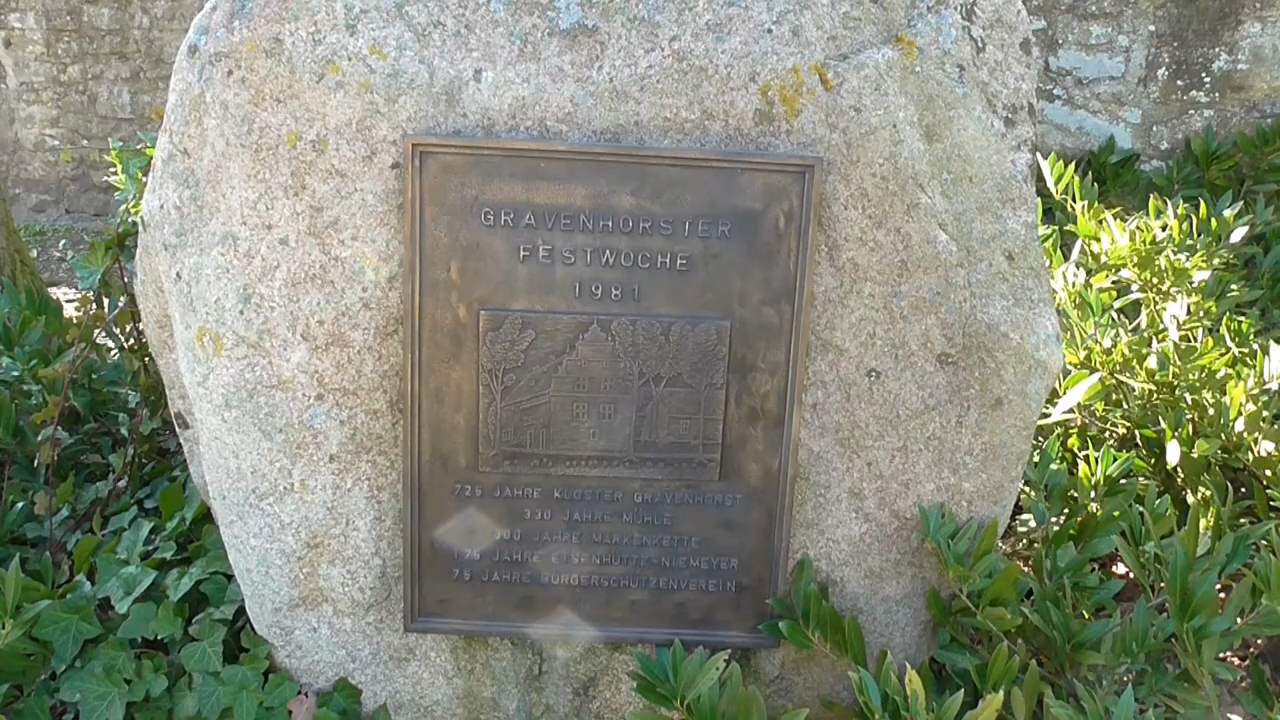 GRAVENHORSTER
FESTWOCHE
1981
725 JAHRE KLOSTER GRAVENHORST
330 JAHRE MÜHLE
300 JAHRE MARKENKETTE
175 JAHRE EISENHÜTTE-NIEMEYER
75 JAHRE BÜRGERSCHÜTZENVEREIN